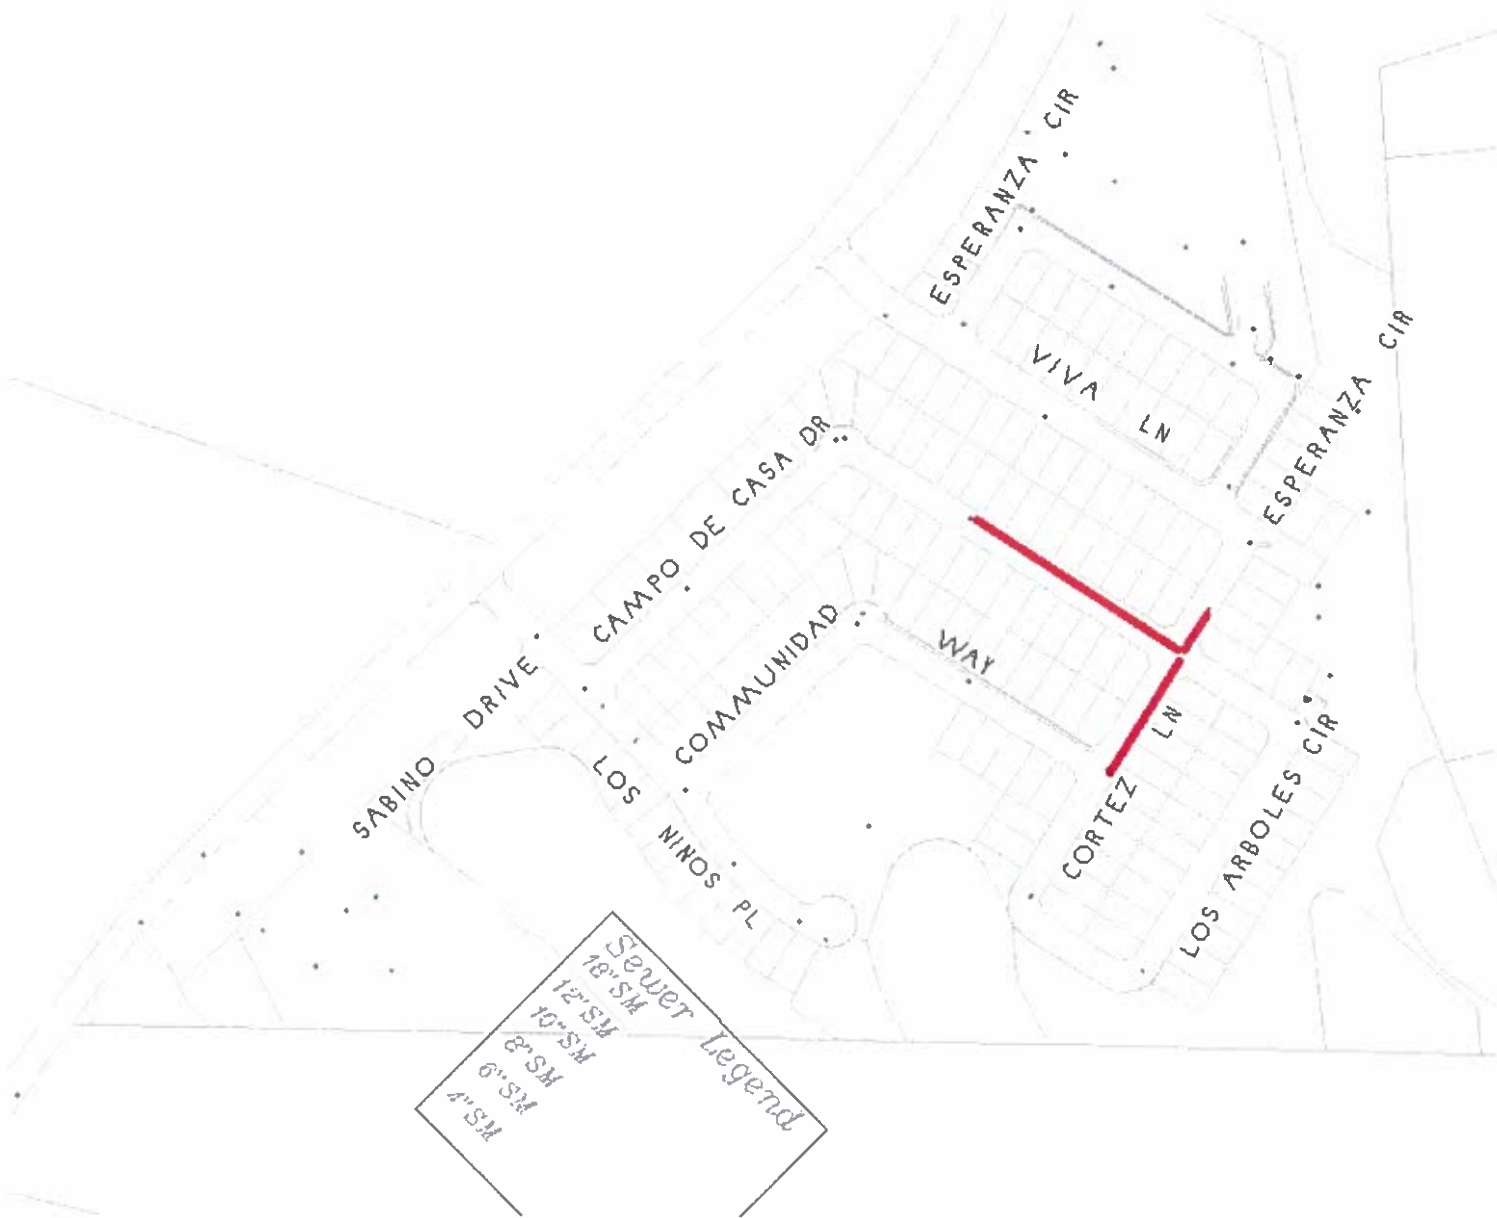 ESPERANZA CIR
VIVA LN
ESPERANZA CIR
CAMPO DE CASA DR
SABINO DRIVE
COMMUNIDAD WAY
LOS NINOS PL
CORTEZ LN
LOS ARBOLES CIR
Sewer Legend
18"SM
12"SM
10"SM
8"SM
6"SM
4"SM